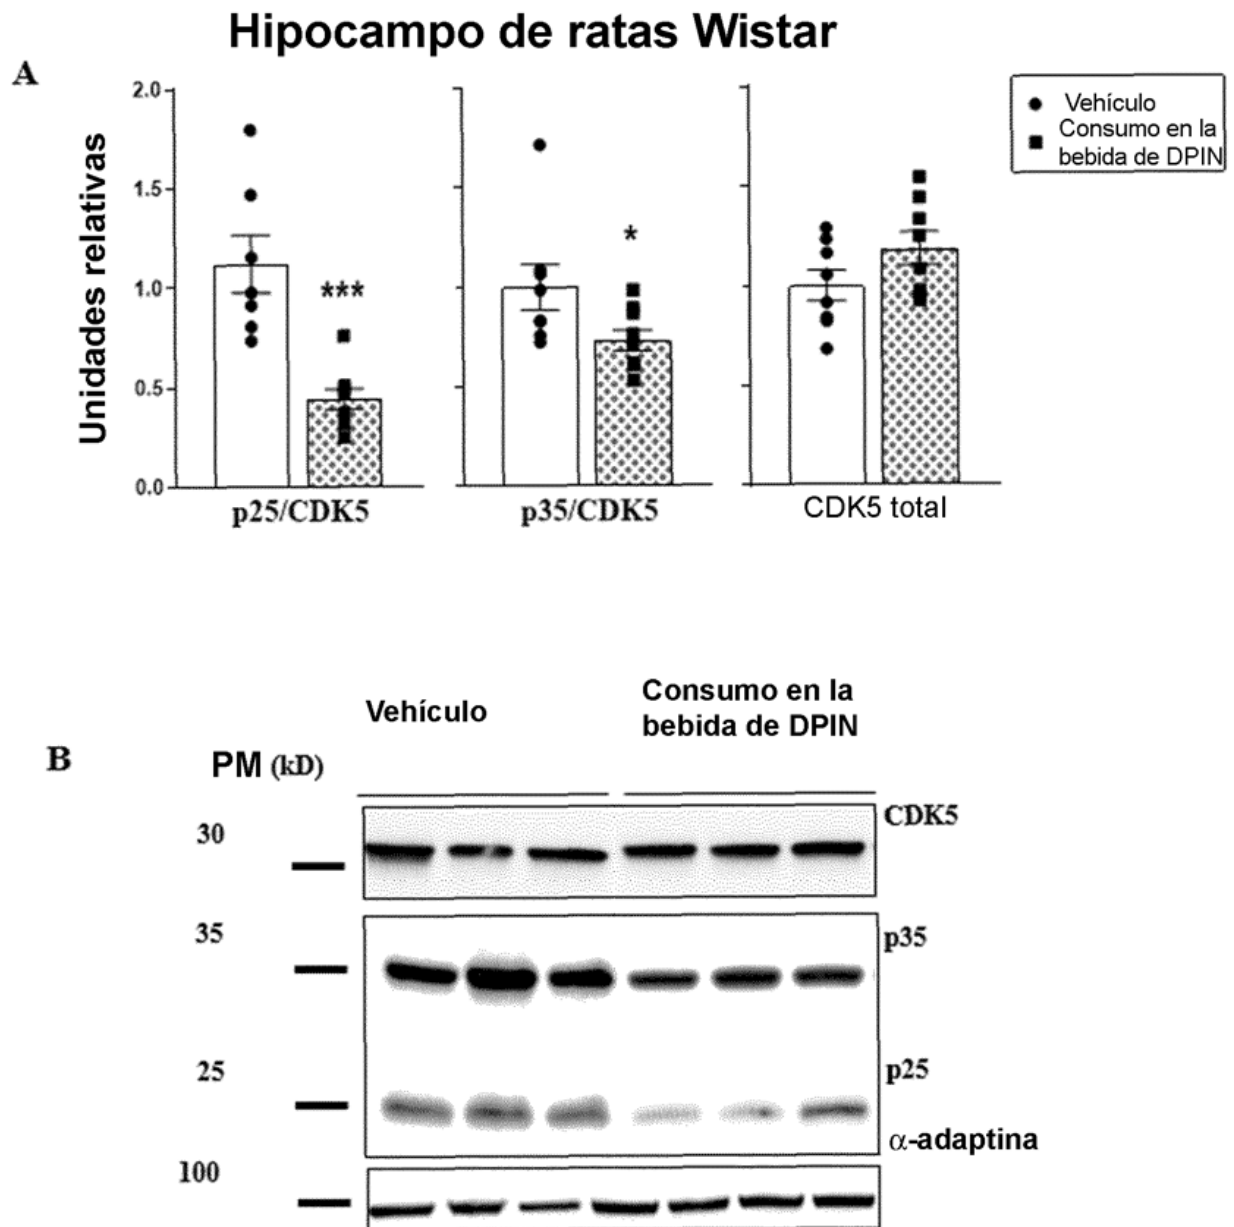 Hipocampo de ratas Wistar
A
Unidades relativas
2.0
1.5
1.0
0.5
0.0
***
*
p25/CDK5
p35/CDK5
CDK5 total
Vehículo
Consumo en la
bebida de DPIN
Vehículo
Consumo en la
bebida de DPIN
B
PM (kD)
30
CDK5
35
p35
25
p25
α-adaptina
100